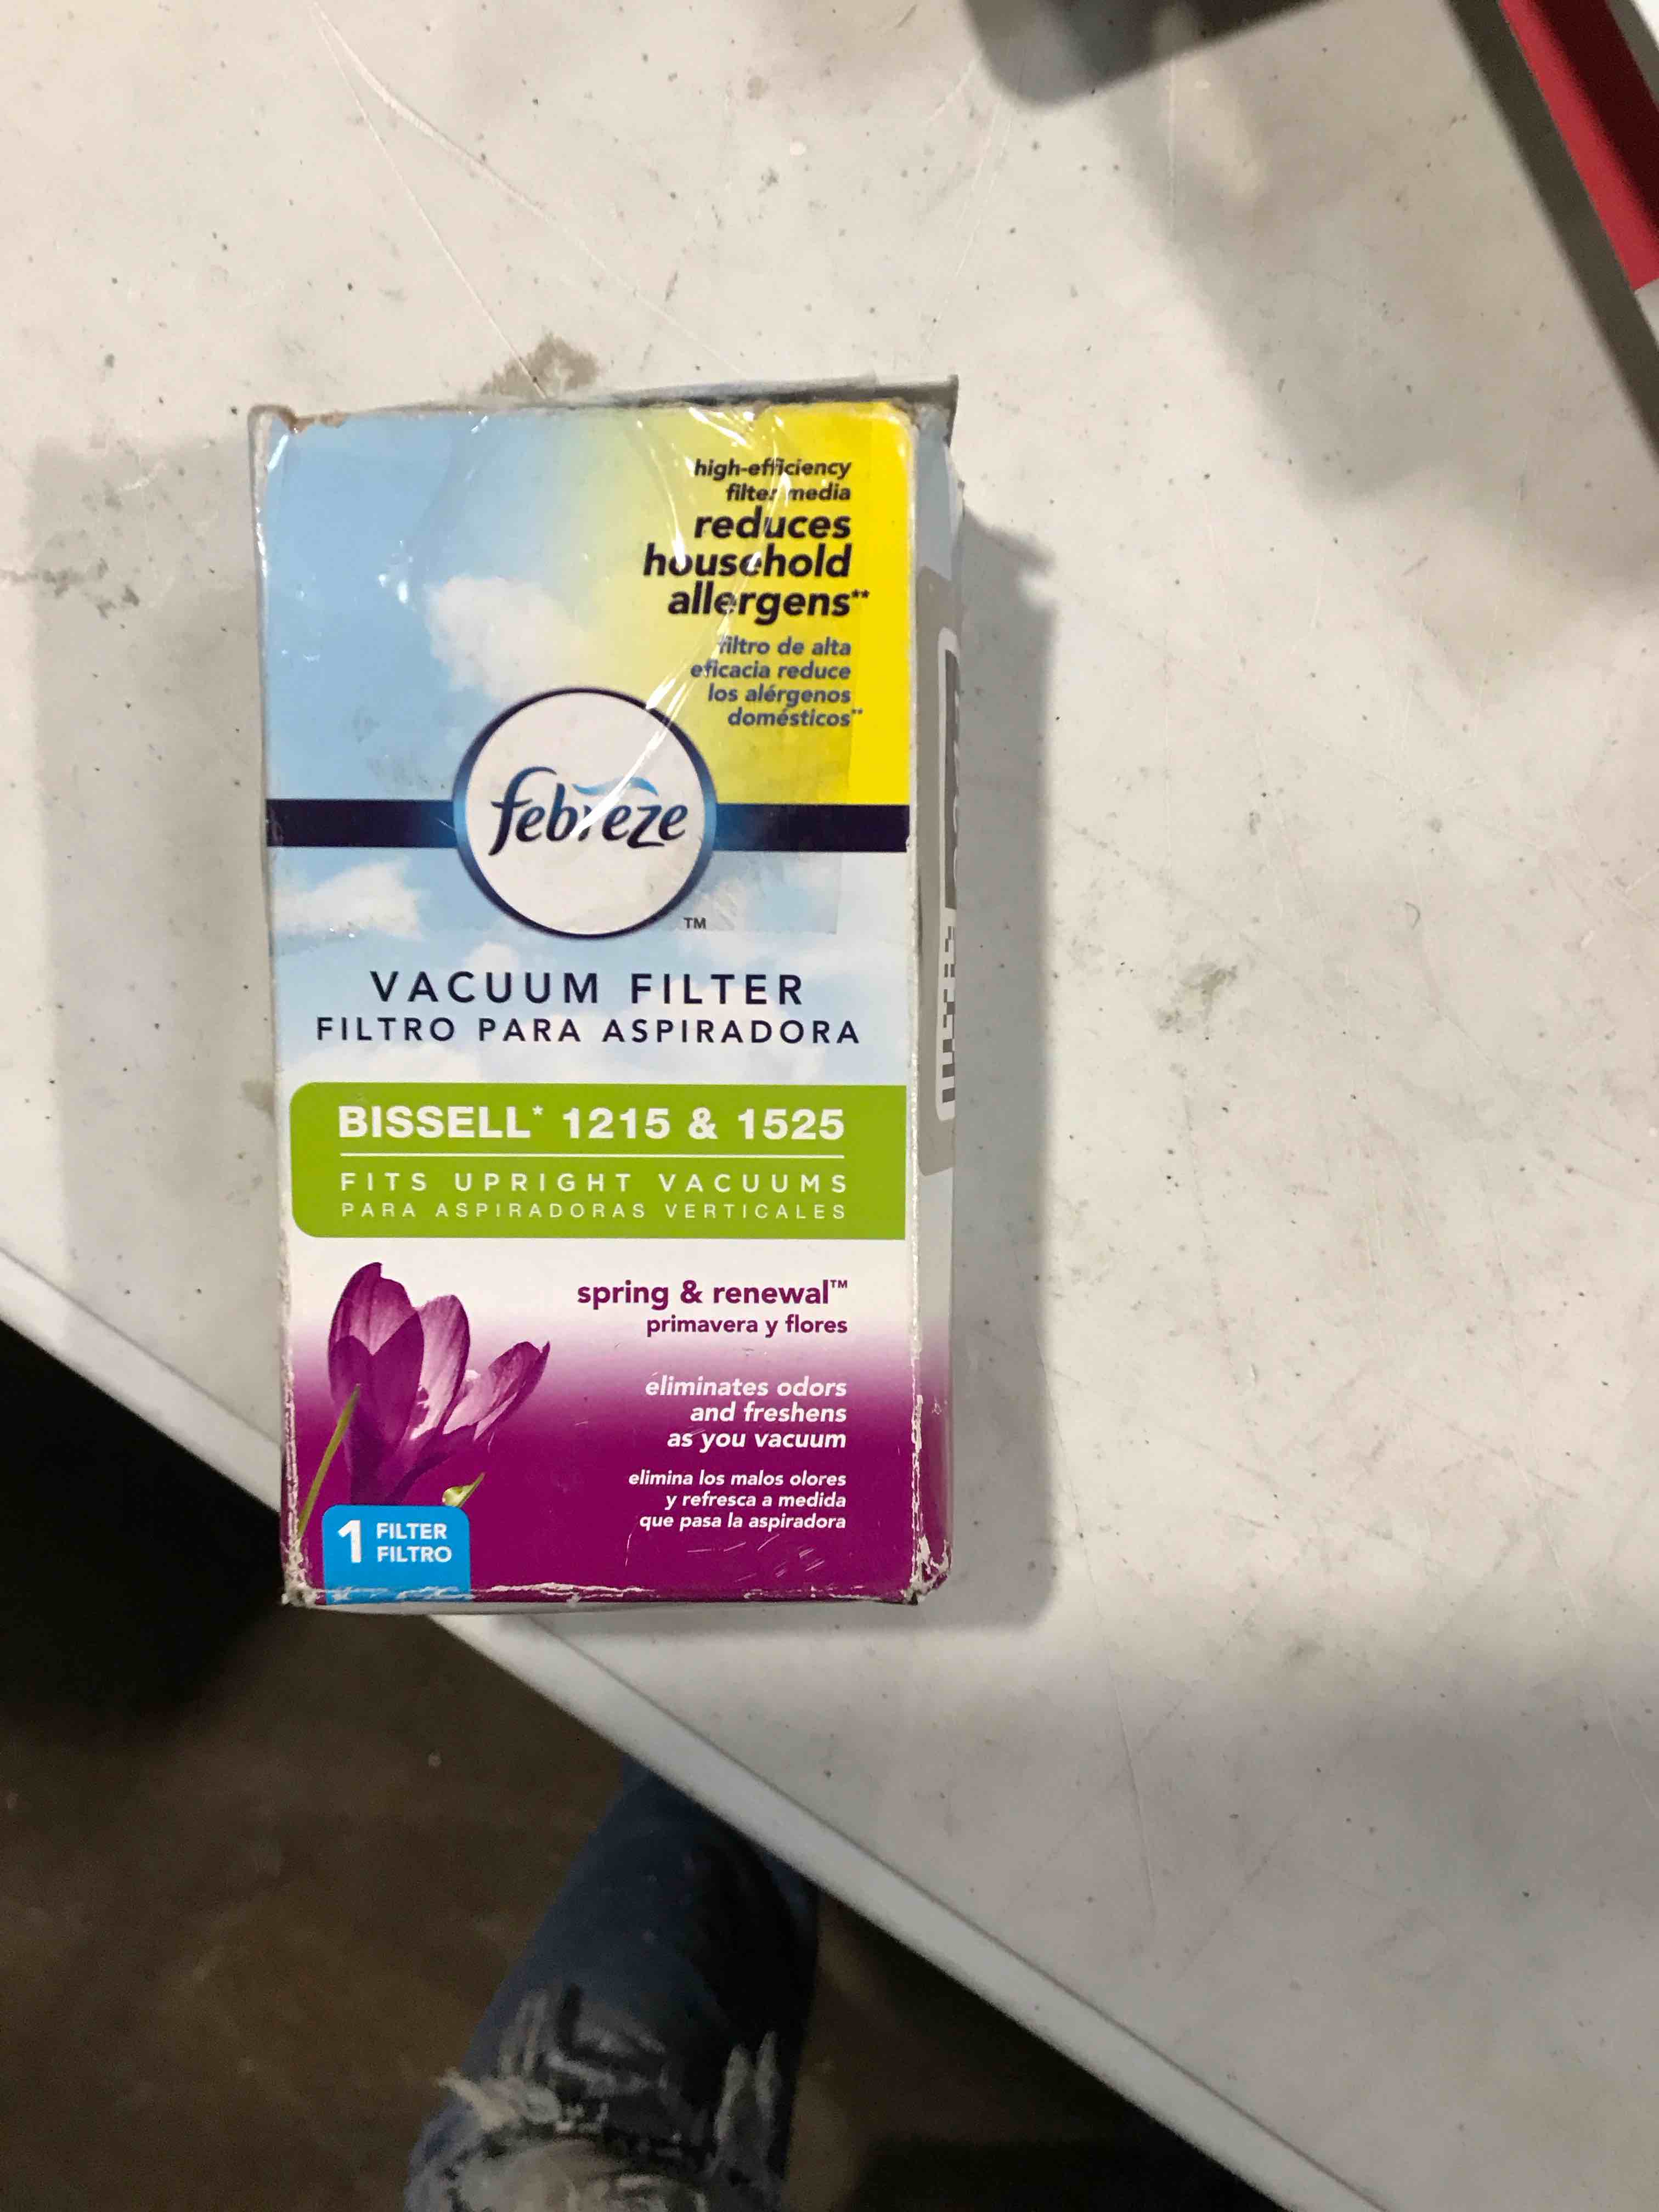 high-efficiency
filter media
reduces
household
allergens**
filtro de alta
eficacia reduce
los alérgenos
domésticos**
febreze
TM
VACUUM FILTER
FILTRO PARA ASPIRADORA
BISSELL* 1215 & 1525
FITS UPRIGHT VACUUMS
PARA ASPIRADORAS VERTICALES
spring & renewal™
primavera y flores
eliminates odors
and freshens
as you vacuum
elimina los malos olores
y refresca a medida
que pasa la aspiradora
1 FILTER
FILTRO